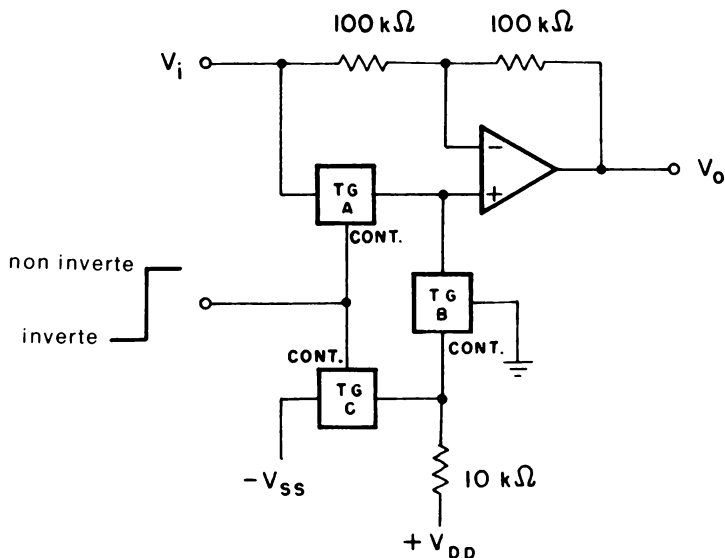 100 kΩ 100 kΩ
Vi
−
+
Vo
TG
A
CONT.
non inverte
inverte
TG
B
CONT.
CONT.
TG
C
-VSS
10 kΩ
+VDD